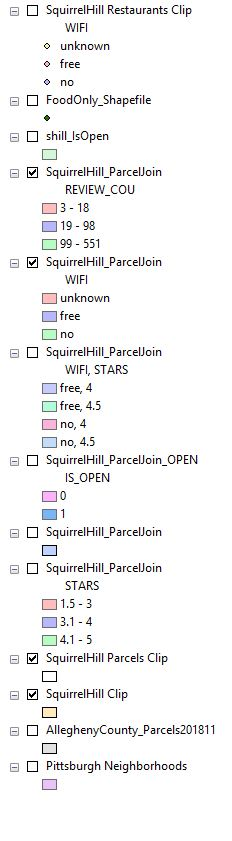 SquirrelHill Restaurants Clip
WIFI
unknown
free
no
FoodOnly_Shapefile
shill_IsOpen
SquirrelHill_ParcelJoin
REVIEW_COU
3 - 18
19 - 98
99 - 551
SquirrelHill_ParcelJoin
WIFI
unknown
free
no
SquirrelHill_ParcelJoin
WIFI, STARS
free, 4
free, 4.5
no, 4
no, 4.5
SquirrelHill_ParcelJoin_OPEN
IS_OPEN
0
1
SquirrelHill_ParcelJoin
SquirrelHill_ParcelJoin
STARS
1.5 - 3
3.1 - 4
4.1 - 5
SquirrelHill Parcels Clip
SquirrelHill Clip
AlleghenyCounty_Parcels201811
Pittsburgh Neighborhoods